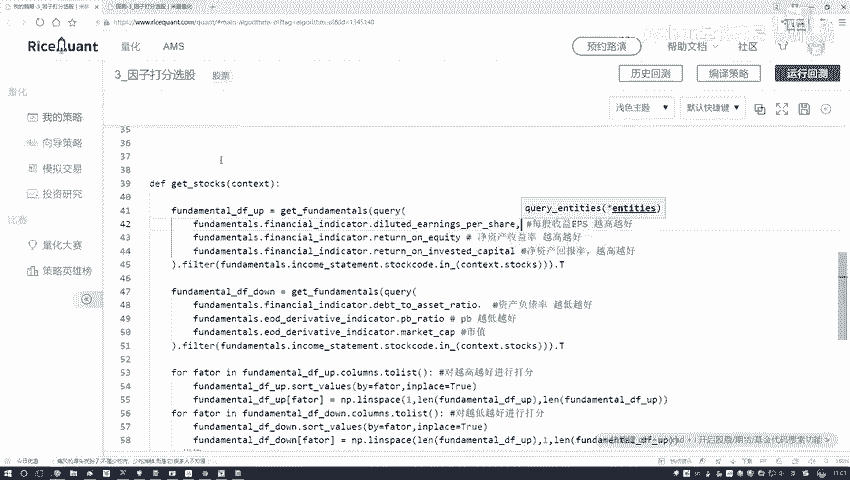 https://www.ricequant.com/quant/
RiceQuant 量化 AMS 预约路演 帮助文档 社区
3_因子打分选股 股票 历史回测 编译策略 运行回测
浅色主题 默认快捷键
量化
我的策略
向导策略
模拟交易
投资研究
比赛
量化大赛
策略英雄榜
35
36
37
38
39 def get_stocks(context):
40
query_entities(*entities)
41 fundamental_df_up = get_fundamentals(query(
42 fundamentals.financial_indicator.diluted_earnings_per_share, #每股收益EPS 越高越好
43 fundamentals.financial_indicator.return_on_equity # 净资产收益率 越高越好
44 fundamentals.financial_indicator.return_on_invested_capital #净资产回报率，越高越好
45 ).filter(fundamentals.income_statement.stockcode.in_(context.stocks))).T
46
47 fundamental_df_down = get_fundamentals(query(
48 fundamentals.financial_indicator.debt_to_asset_ratio， #资产负债率 越低越好
49 fundamentals.eod_derivative_indicator.pb_ratio # pb 越低越好
50 fundamentals.eod_derivative_indicator.market_cap #市值
51 ).filter(fundamentals.income_statement.stockcode.in_(context.stocks))).T
52
53 for fator in fundamental_df_up.columns.tolist(): #对越高越好进行打分
54 fundamental_df_up.sort_values(by=fator,inplace=True)
55 fundamental_df_up[fator] = np.linspace(1,len(fundamental_df_up),len(fundamental_df_up))
56 for fator in fundamental_df_down.columns.tolist(): #对越低越好进行打分
57 fundamental_df_down.sort_values(by=fator,inplace=True)
58 fundamental_df_down[fator] = np.linspace(len(fundamental_df_up),1,len(fundamental_df_up))